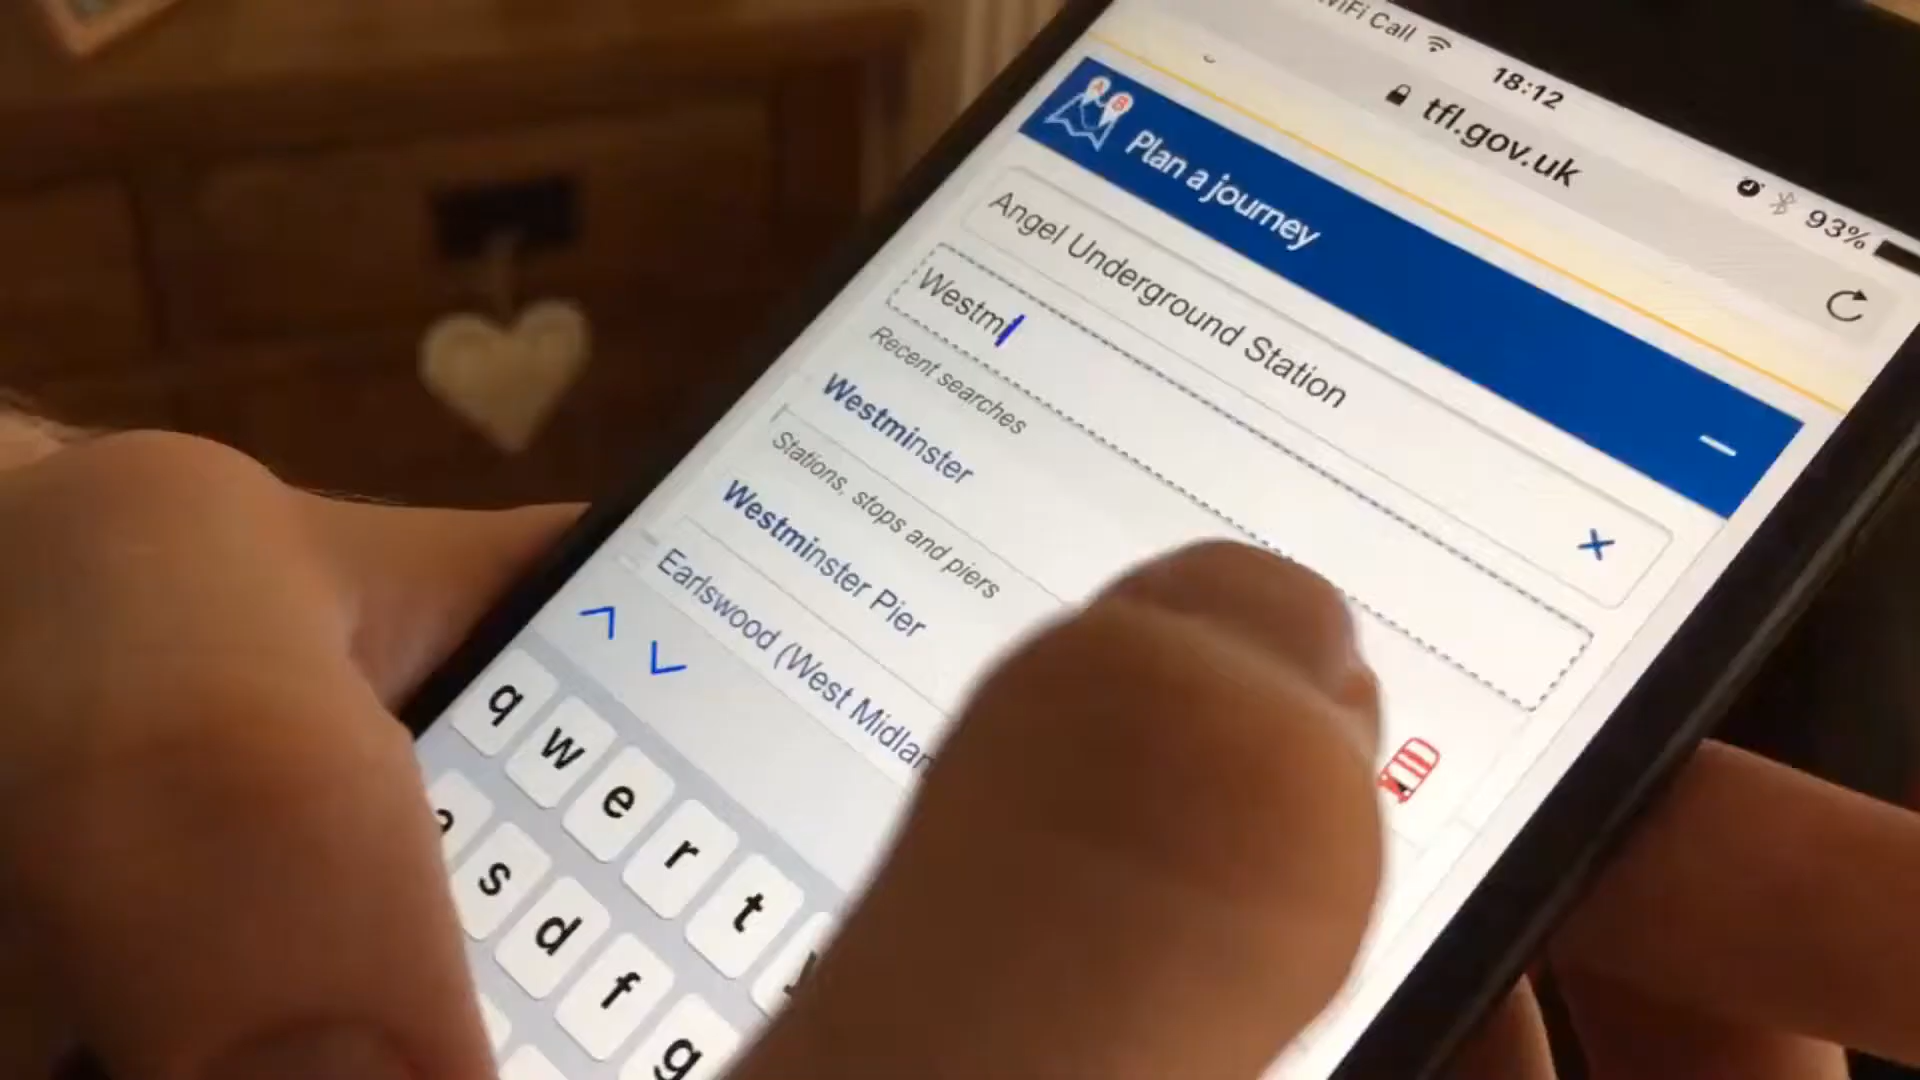 WiFi Call
18:12
93%
tfl.gov.uk
A B
Plan a journey
Angel Underground Station
Westmi
Recent searches
Westminster
Stations, stops and piers
Westminster Pier
Earlswood (West Midlan
q w e r t y
a s d f g